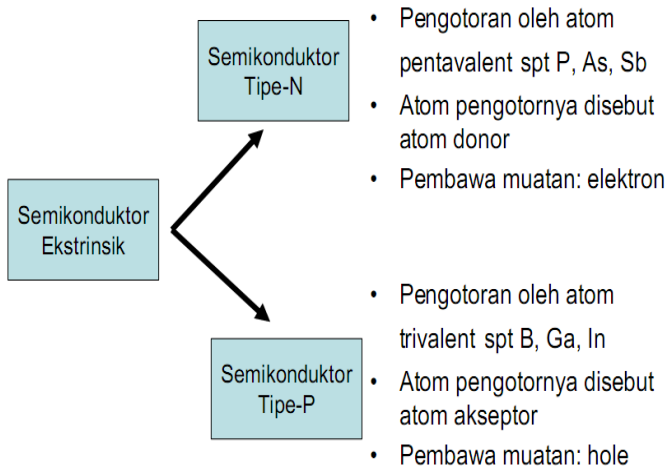 Semikonduktor
Ekstrinsik
Semikonduktor
Tipe-N
• Pengotoran oleh atom
pentavalent spt P, As, Sb
• Atom pengotornya disebut
atom donor
• Pembawa muatan: elektron
Semikonduktor
Tipe-P
• Pengotoran oleh atom
trivalent spt B, Ga, In
• Atom pengotornya disebut
atom akseptor
• Pembawa muatan: hole